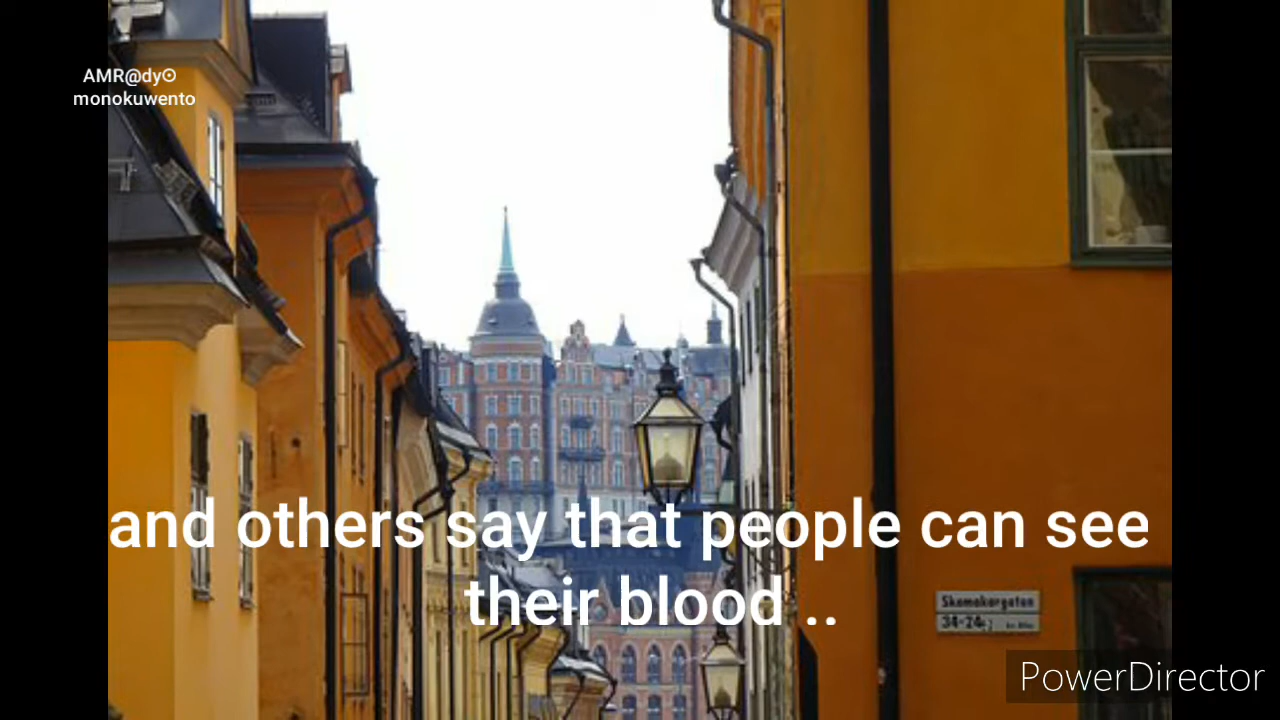 AMR@dy⊙
monokuwento
and others say that people can see
their blood ..
Skomakargatan
34-24
PowerDirector